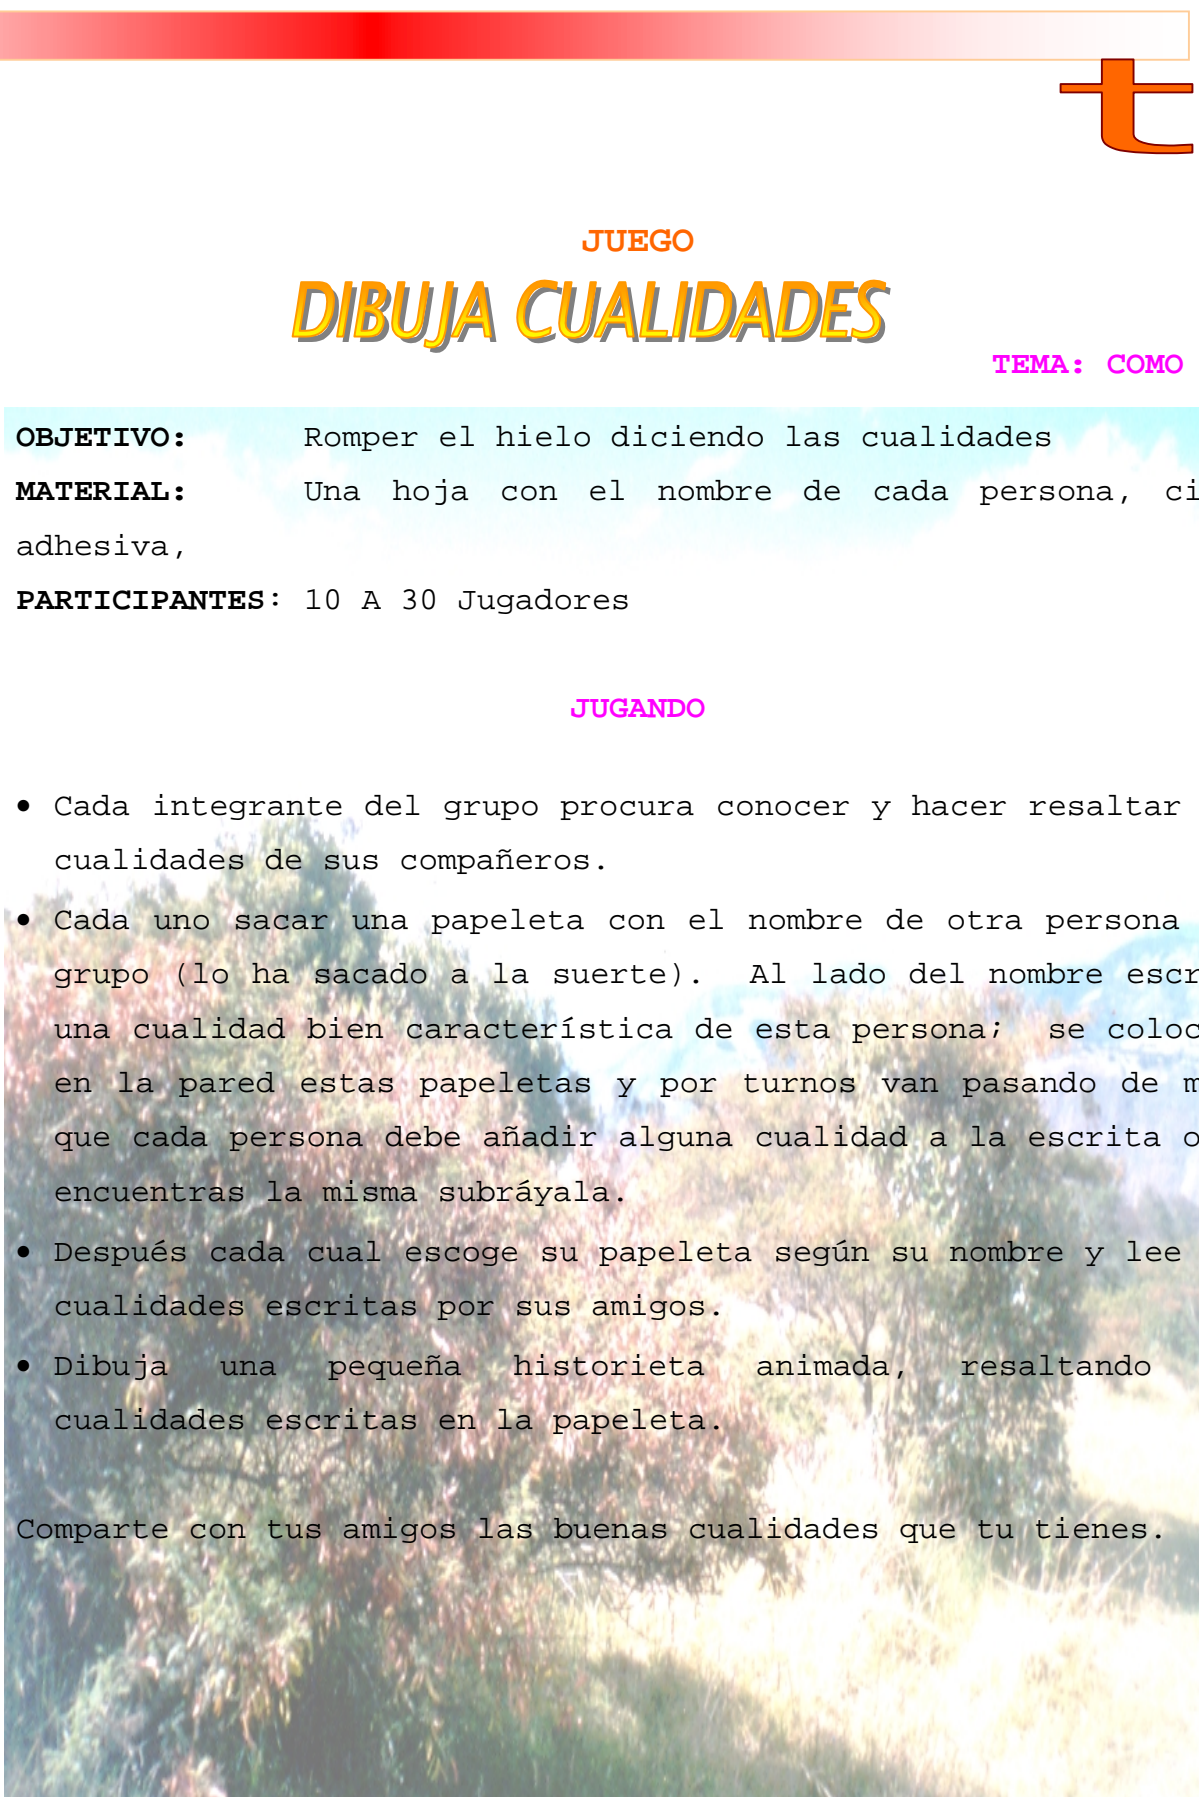 t
JUEGO
DIBUJA CUALIDADES
TEMA: COMO
OBJETIVO: Romper el hielo diciendo las cualidades
MATERIAL: Una hoja con el nombre de cada persona, ci
adhesiva,
PARTICIPANTES: 10 A 30 Jugadores
JUGANDO
• Cada integrante del grupo procura conocer y hacer resaltar
cualidades de sus compañeros.
• Cada uno sacar una papeleta con el nombre de otra persona
grupo (lo ha sacado a la suerte). Al lado del nombre escr
una cualidad bien característica de esta persona; se coloc
en la pared estas papeletas y por turnos van pasando de m
que cada persona debe añadir alguna cualidad a la escrita o
encuentras la misma subráyala.
• Después cada cual escoge su papeleta según su nombre y lee
cualidades escritas por sus amigos.
• Dibuja una pequeña historieta animada, resaltando
cualidades escritas en la papeleta.
Comparte con tus amigos las buenas cualidades que tu tienes.